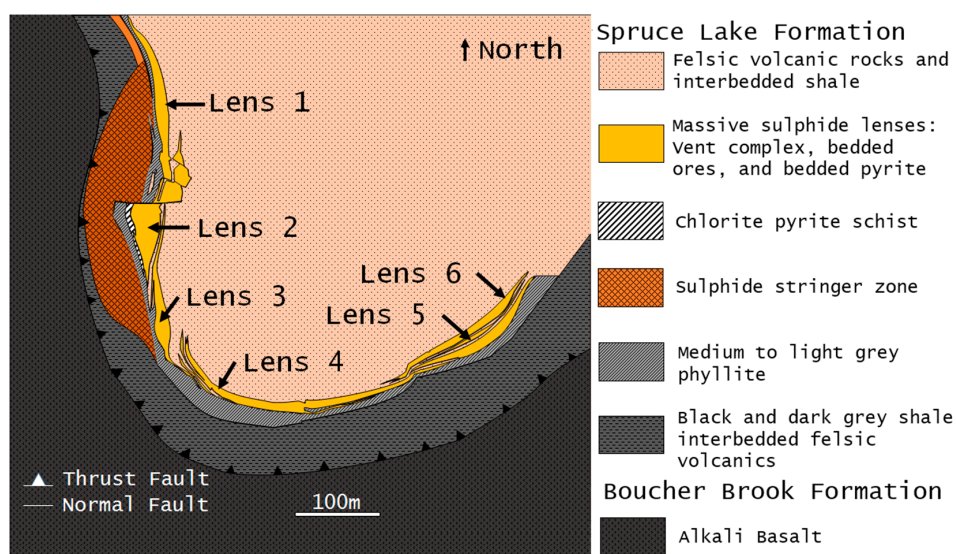 North
Lens 1
Lens 2
Lens 3
Lens 4
Lens 5
Lens 6
Thrust Fault
Normal Fault
100m
Spruce Lake Formation
Felsic volcanic rocks and
interbedded shale
Massive sulphide lenses:
Vent complex, bedded
ores, and bedded pyrite
Chlorite pyrite schist
Sulphide stringer zone
Medium to light grey
phyllite
Black and dark grey shale
interbedded felsic
volcanics
Boucher Brook Formation
Alkali Basalt